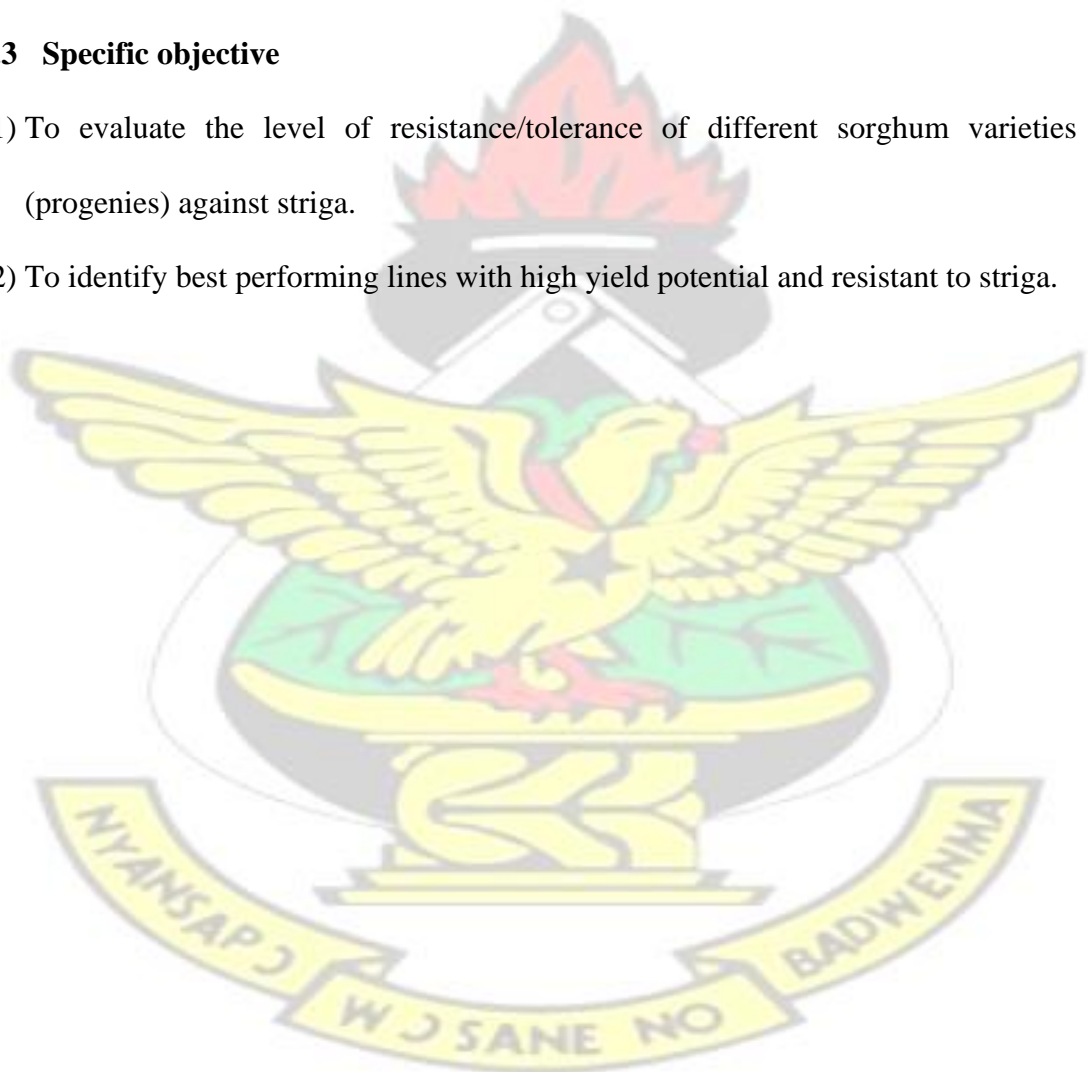 .3 Specific objective
1) To evaluate the level of resistance/tolerance of different sorghum varieties
(progenies) against striga.
2) To identify best performing lines with high yield potential and resistant to striga.
NYANSAP Ɔ
W Ɔ SANE NO
BADWENMA